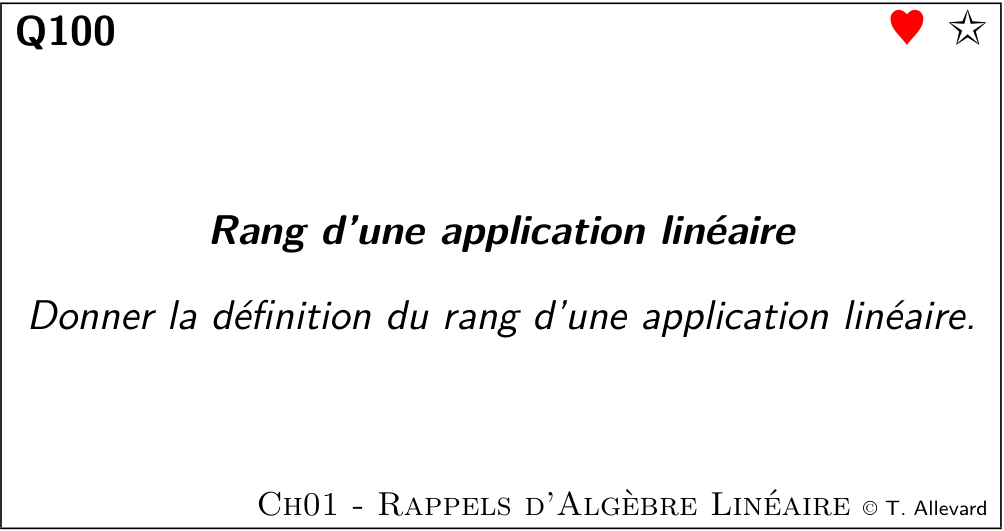 Q100
Rang d'une application linéaire
Donner la définition du rang d'une application linéaire.
Ch01 - Rappels d'Algèbre Linéaire © T. Allevard